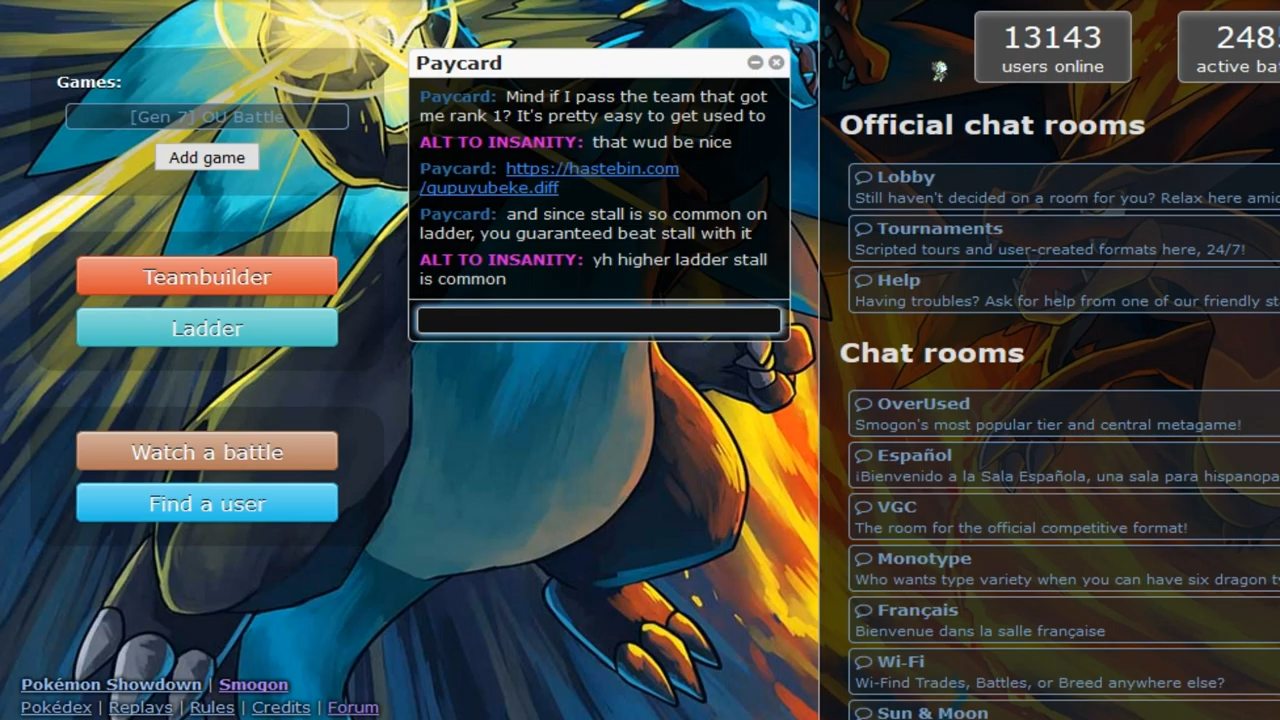 Games:
[Gen 7] OU Battle
Add game
Teambuilder
Ladder
Watch a battle
Find a user
Pokémon Showdown | Smogon
Pokédex | Replays | Rules | Credits | Forum
Paycard
Paycard: Mind if I pass the team that got
me rank 1? It's pretty easy to get used to
ALT TO INSANITY: that wud be nice
Paycard: https://hastebin.com
/qupuyubeke.diff
Paycard: and since stall is so common on
ladder, you guaranteed beat stall with it
ALT TO INSANITY: yh higher ladder stall
is common
13143
users online
248
active bat
Official chat rooms
Lobby
Still haven't decided on a room for you? Relax here amid
Tournaments
Scripted tours and user-created formats here, 24/7!
Help
Having troubles? Ask for help from one of our friendly st
Chat rooms
OverUsed
Smogon's most popular tier and central metagame!
Español
¡Bienvenido a la Sala Española, una sala para hispanopa
VGC
The room for the official competitive format!
Monotype
Who wants type variety when you can have six dragon ty
Français
Bienvenue dans la salle française
Wi-Fi
Wi-Find Trades, Battles, or Breed anywhere else?
Sun & Moon